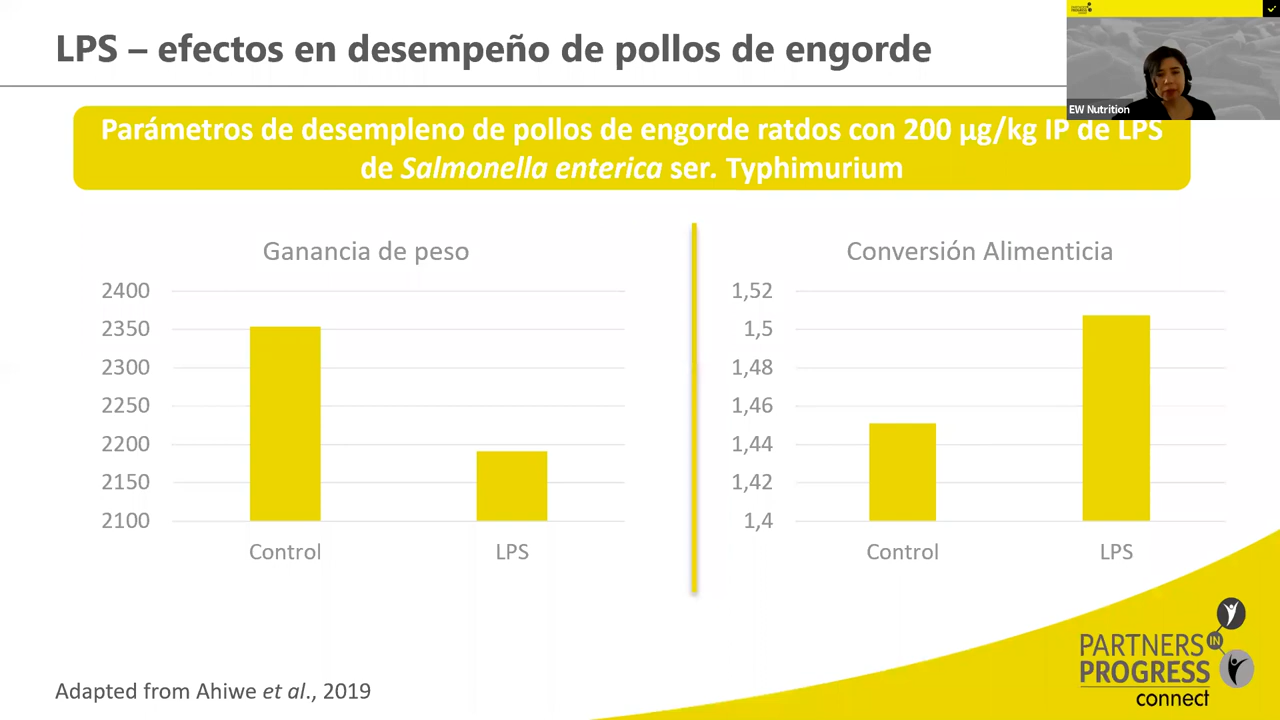 LPS – efectos en desempeño de pollos de engorde
EW Nutrition
Parámetros de desempleno de pollos de engorde ratdos con 200 µg/kg IP de LPS
de Salmonella enterica ser. Typhimurium
Ganancia de peso
2400
2350
2300
2250
2200
2150
2100
Control
LPS
Conversión Alimenticia
1,52
1,5
1,48
1,46
1,44
1,42
1,4
Control
LPS
Adapted from Ahiwe et al., 2019
PARTNERS IN
PROGRESS
connect